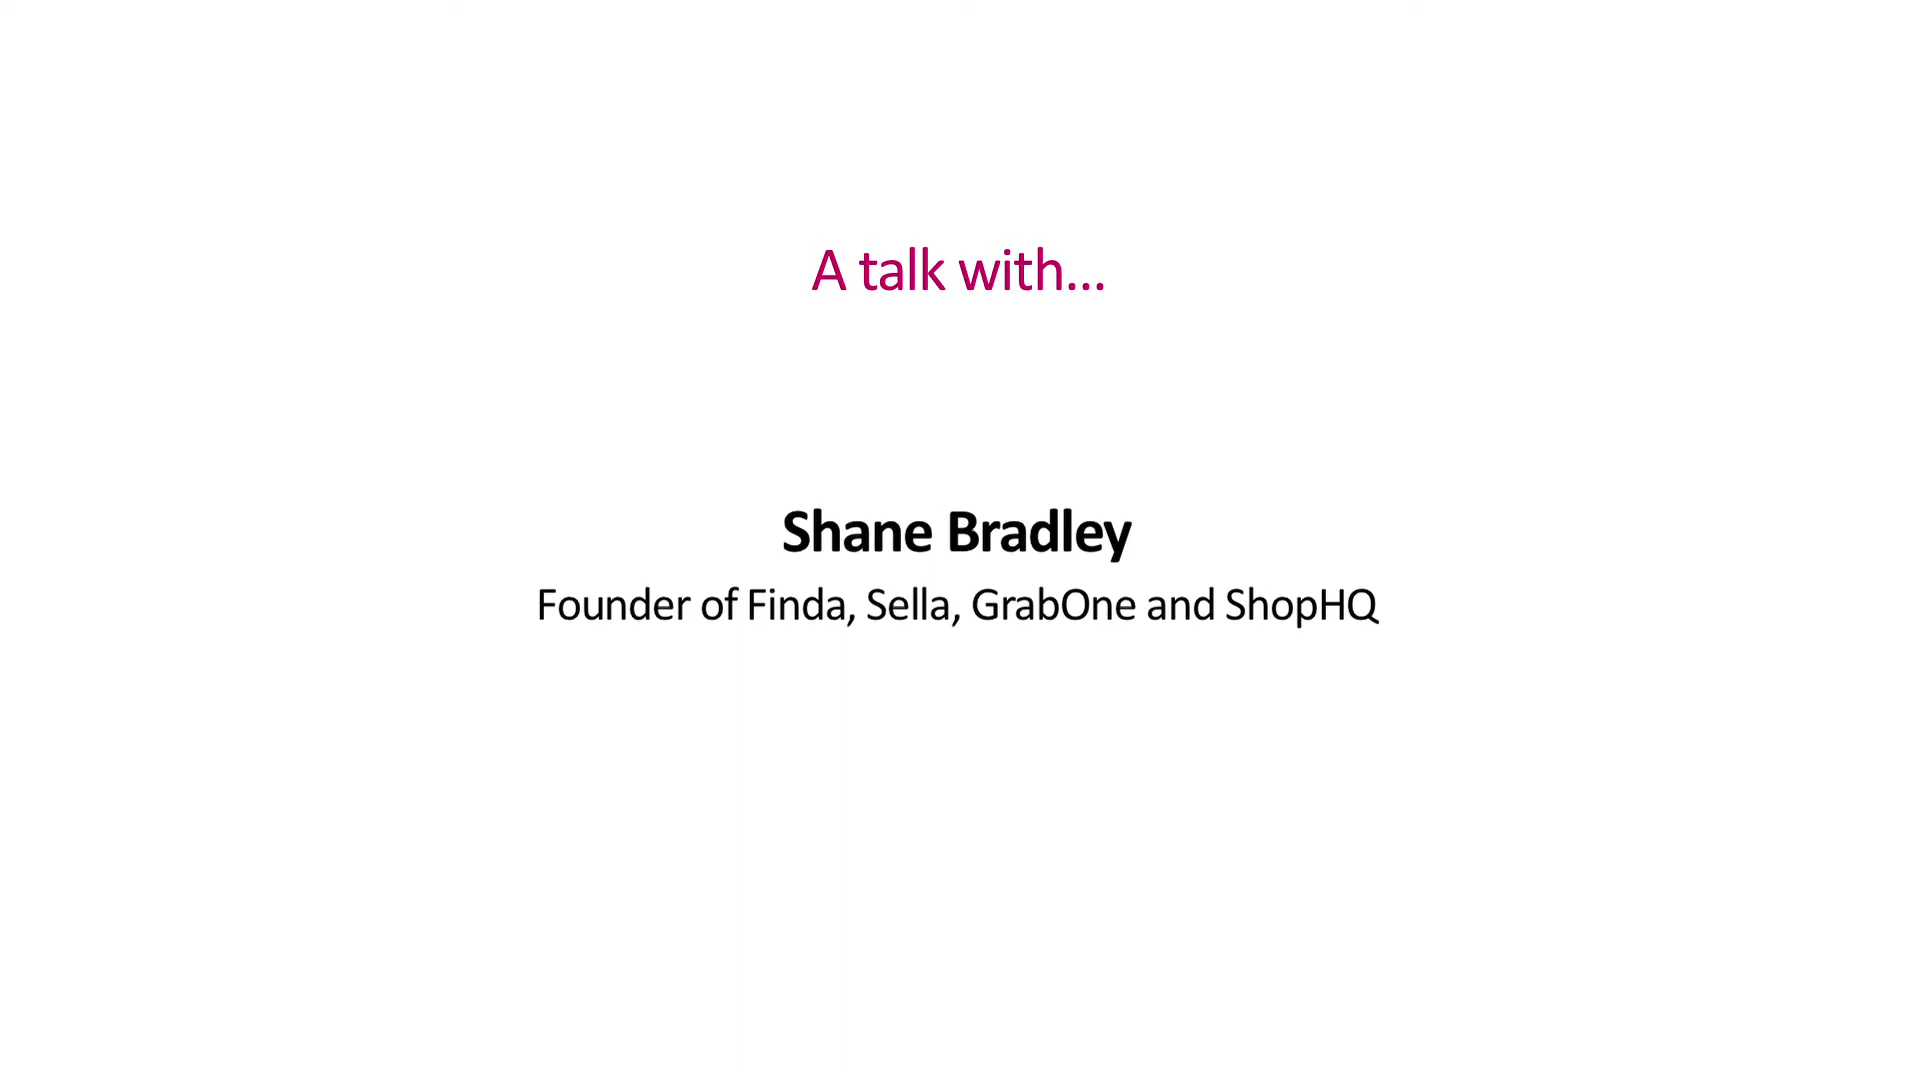 A talk with...
Shane Bradley
Founder of Finda, Sella, GrabOne and ShopHQ